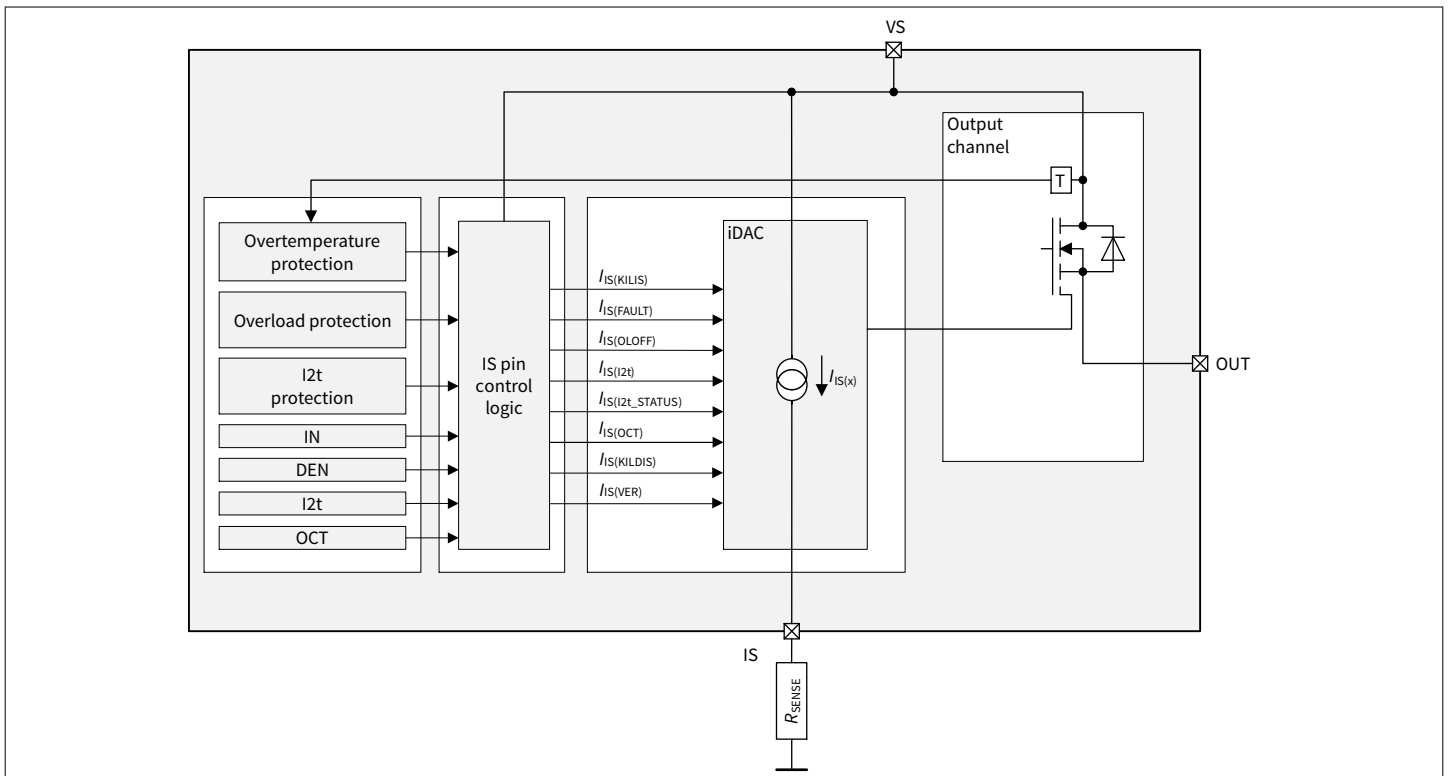 VS
Output
channel
T
Overtemperature
protection
Overload protection
I2t
protection
IN
DEN
I2t
OCT
IS pin
control
logic
IIS(KILIS)
IIS(FAULT)
IIS(OLOFF)
IIS(I2t)
IIS(I2t_STATUS)
IIS(OCT)
IIS(KILDIS)
IIS(VER)
iDAC
IIS(x)
OUT
IS
RSENSE